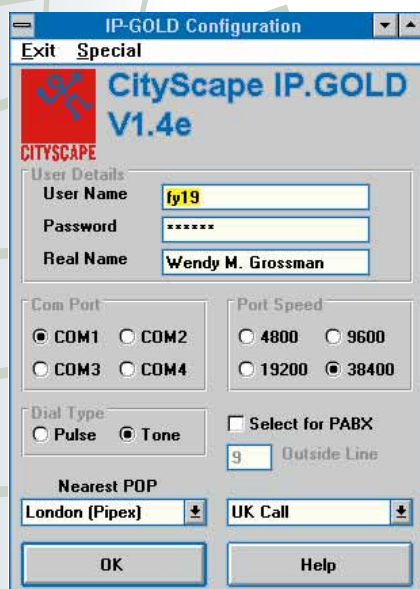 IP-GOLD Configuration
Exit Special
CITYSCAPE
CityScape IP.GOLD
V1.4e
User Details
User Name fy19
Password ******
Real Name Wendy M. Grossman
Com Port
COM1 COM2
COM3 COM4
Port Speed
4800 9600
19200 38400
Dial Type
Pulse Tone
Select for PABX
9 Outside Line
Nearest POP
London (Pipex)
UK Call
OK
Help